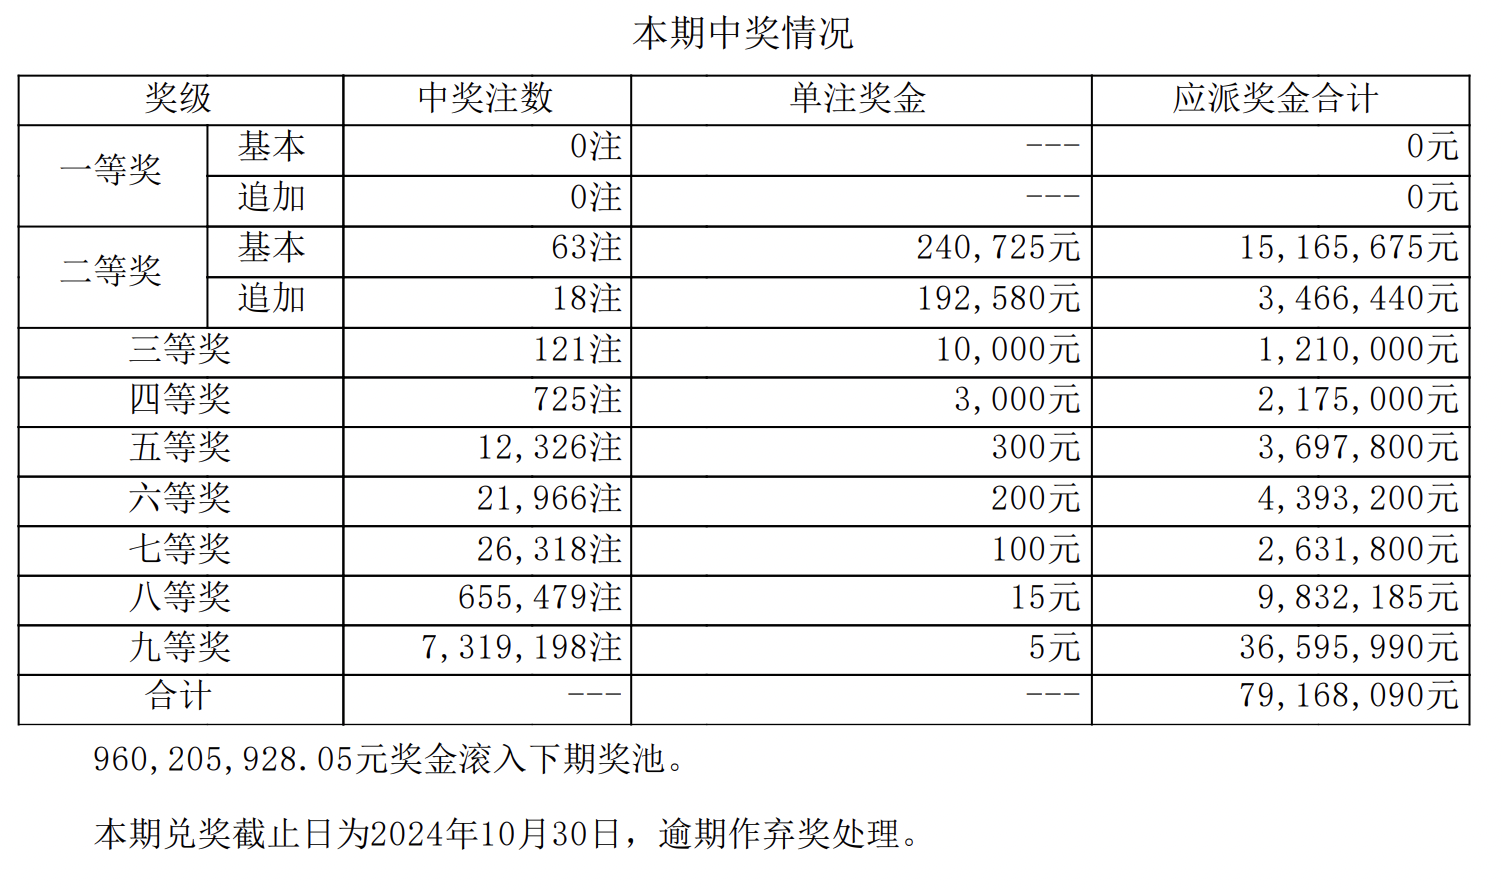 本期中奖情况
奖级 中奖注数 单注奖金 应派奖金合计
一等奖 基本 0注 --- 0元
追加 0注 --- 0元
二等奖 基本 63注 240,725元 15,165,675元
追加 18注 192,580元 3,466,440元
三等奖 121注 10,000元 1,210,000元
四等奖 725注 3,000元 2,175,000元
五等奖 12,326注 300元 3,697,800元
六等奖 21,966注 200元 4,393,200元
七等奖 26,318注 100元 2,631,800元
八等奖 655,479注 15元 9,832,185元
九等奖 7,319,198注 5元 36,595,990元
合计 --- --- 79,168,090元
960,205,928.05元奖金滚入下期奖池。
本期兑奖截止日为2024年10月30日，逾期作弃奖处理。